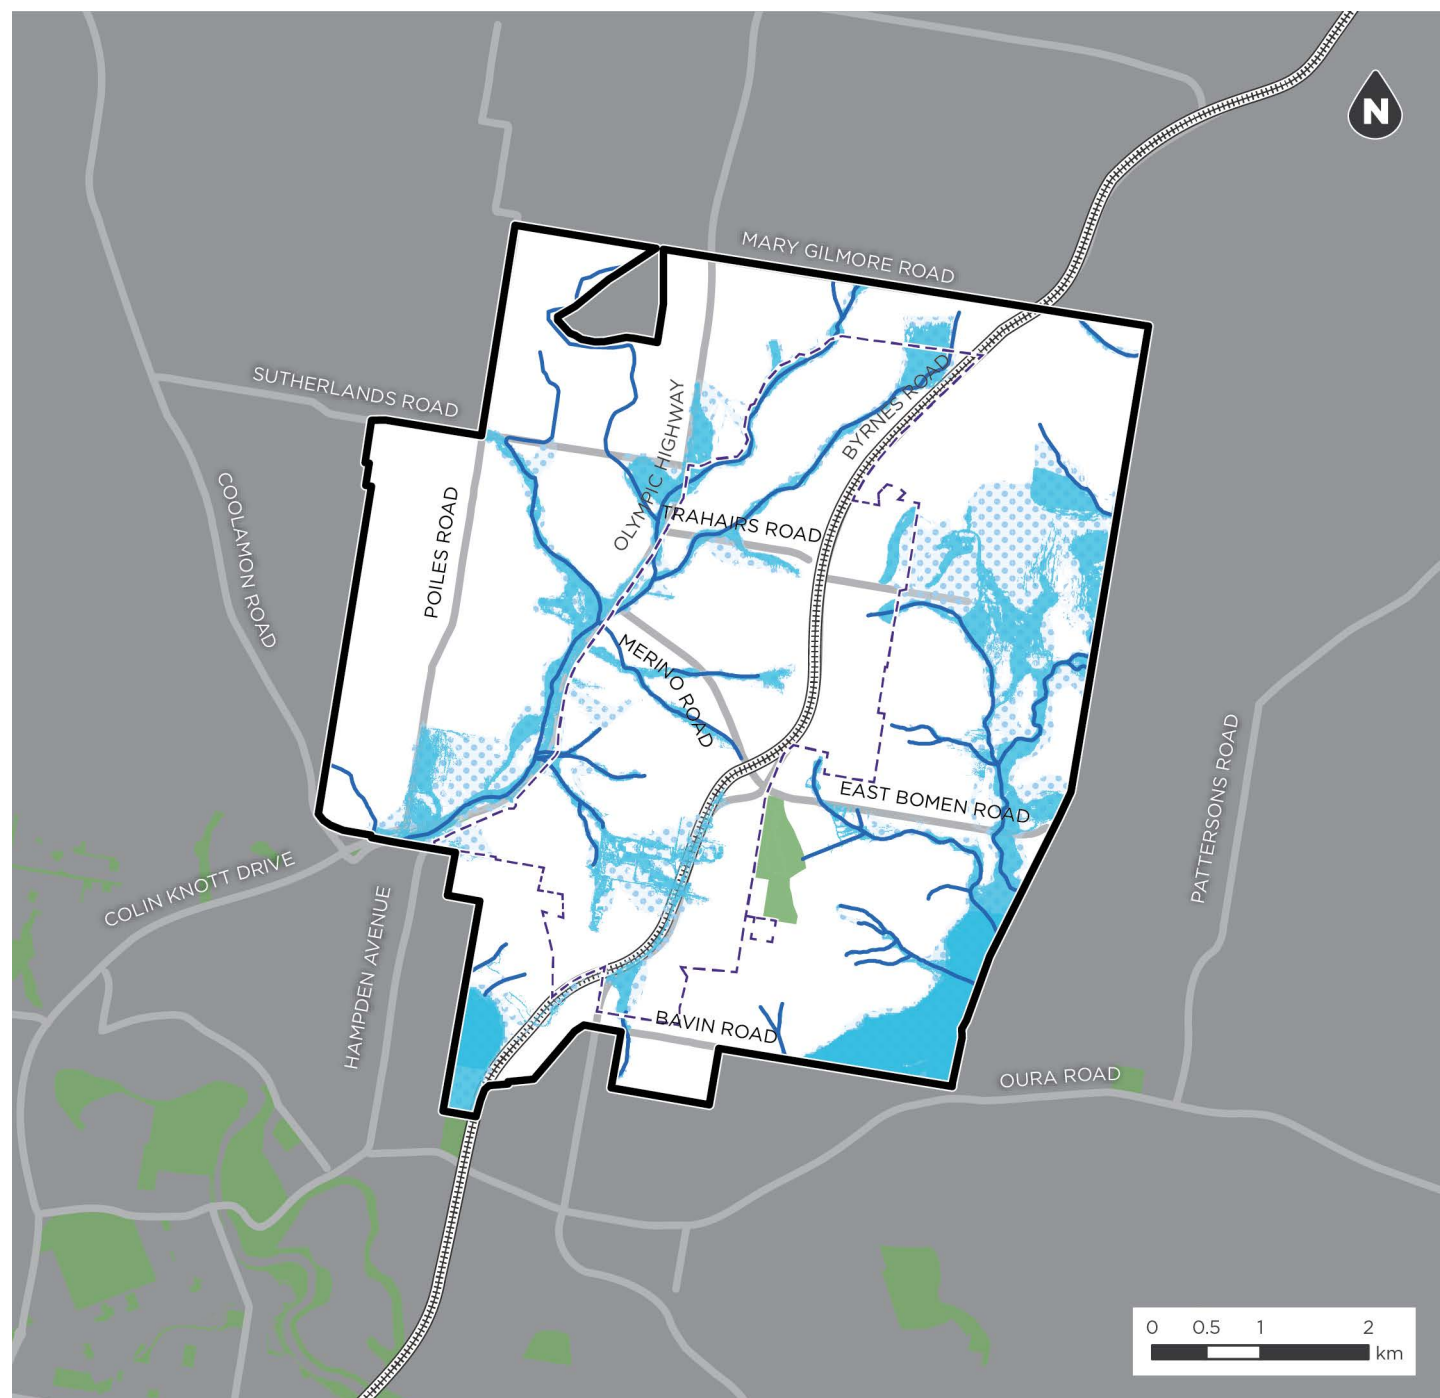 N
MARY GILMORE ROAD
SUTHERLANDS ROAD
OLYMPIC HIGHWAY
BYRNES ROAD
COOLAMON ROAD
POILES ROAD
TRAHAIRS ROAD
MERINO ROAD
PATTERSONS ROAD
EAST BOMEN ROAD
COLIN KNOTT DRIVE
HAMPDEN AVENUE
BAVIN ROAD
OURA ROAD
0 0.5 1 2
km